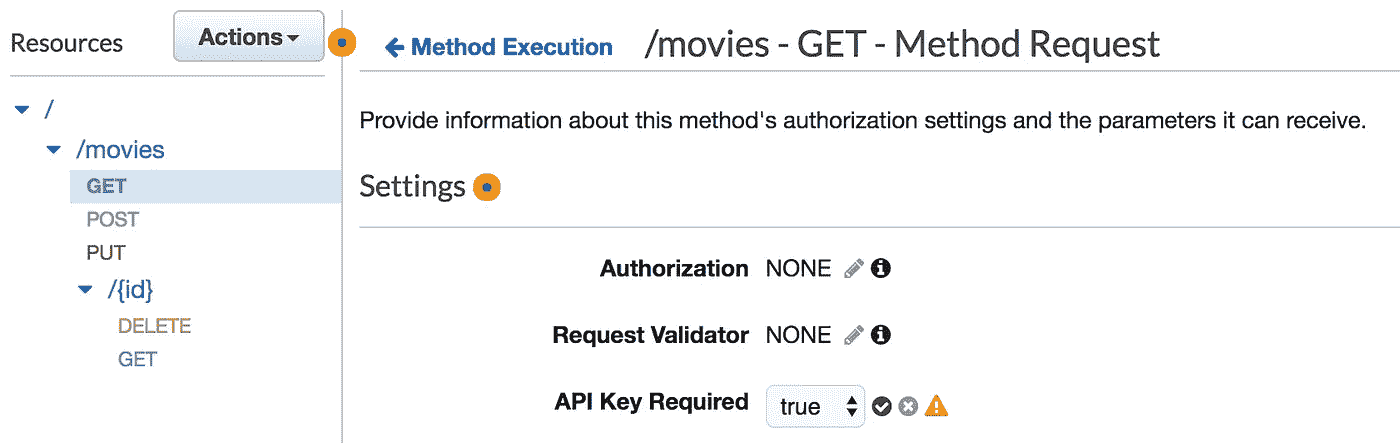 Resources
Actions
/
/movies
GET
POST
PUT
/{id}
DELETE
GET
Method Execution
/movies - GET - Method Request
Provide information about this method's authorization settings and the parameters it can receive.
Settings
Authorization NONE
Request Validator NONE
API Key Required true